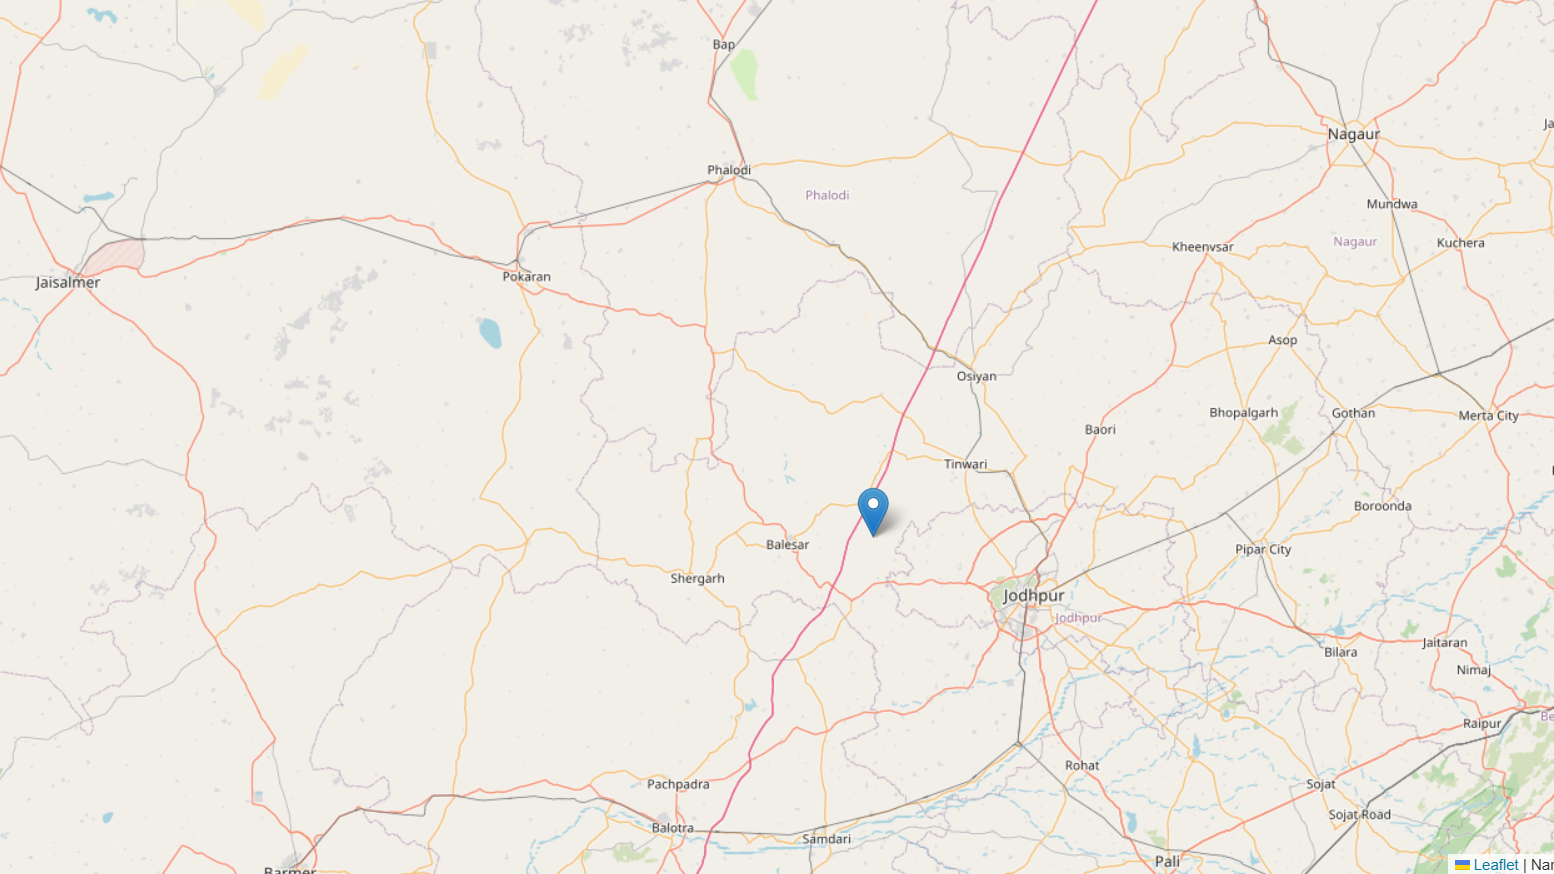 Bap
Nagaur
Phalodi
Phalodi
Mundwa
Kheenvsar
Nagaur
Kuchera
Jaisalmer
Pokaran
Asop
Osiyan
Bhopalgarh
Gothan
Merta City
Baori
Tinwari
Boroonda
Balesar
Pipar City
Shergarh
Jodhpur
Jodhpur
Jaitaran
Bilara
Nimaj
Raipur
Rohat
Pachpadra
Sojat
Sojat Road
Balotra
Samdari
Pali
Barmer
Leaflet |